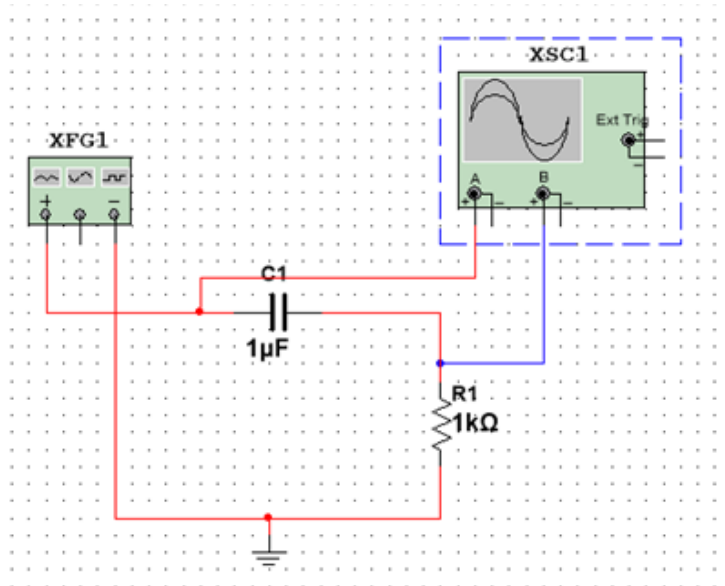 XSC1
Ext Trig
+
−
A
B
+
−
+
−
XFG1
+
−
C1
1µF
R1
1kΩ